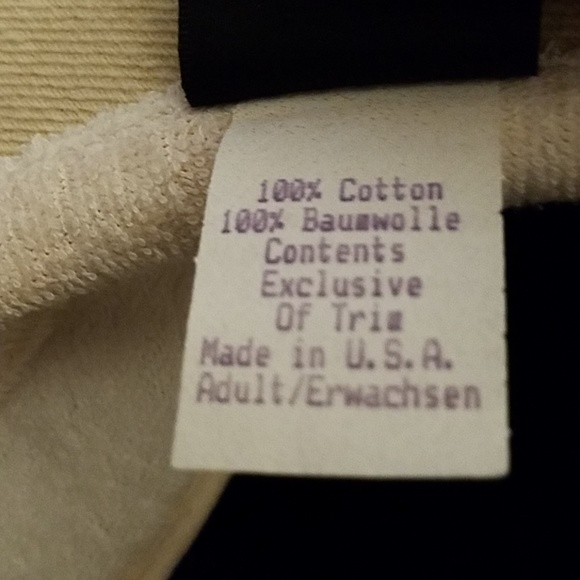 100% Cotton
100% Baumwolle
Contents
Exclusive
Of Trim
Made in U.S.A.
Adult/Erwachsen